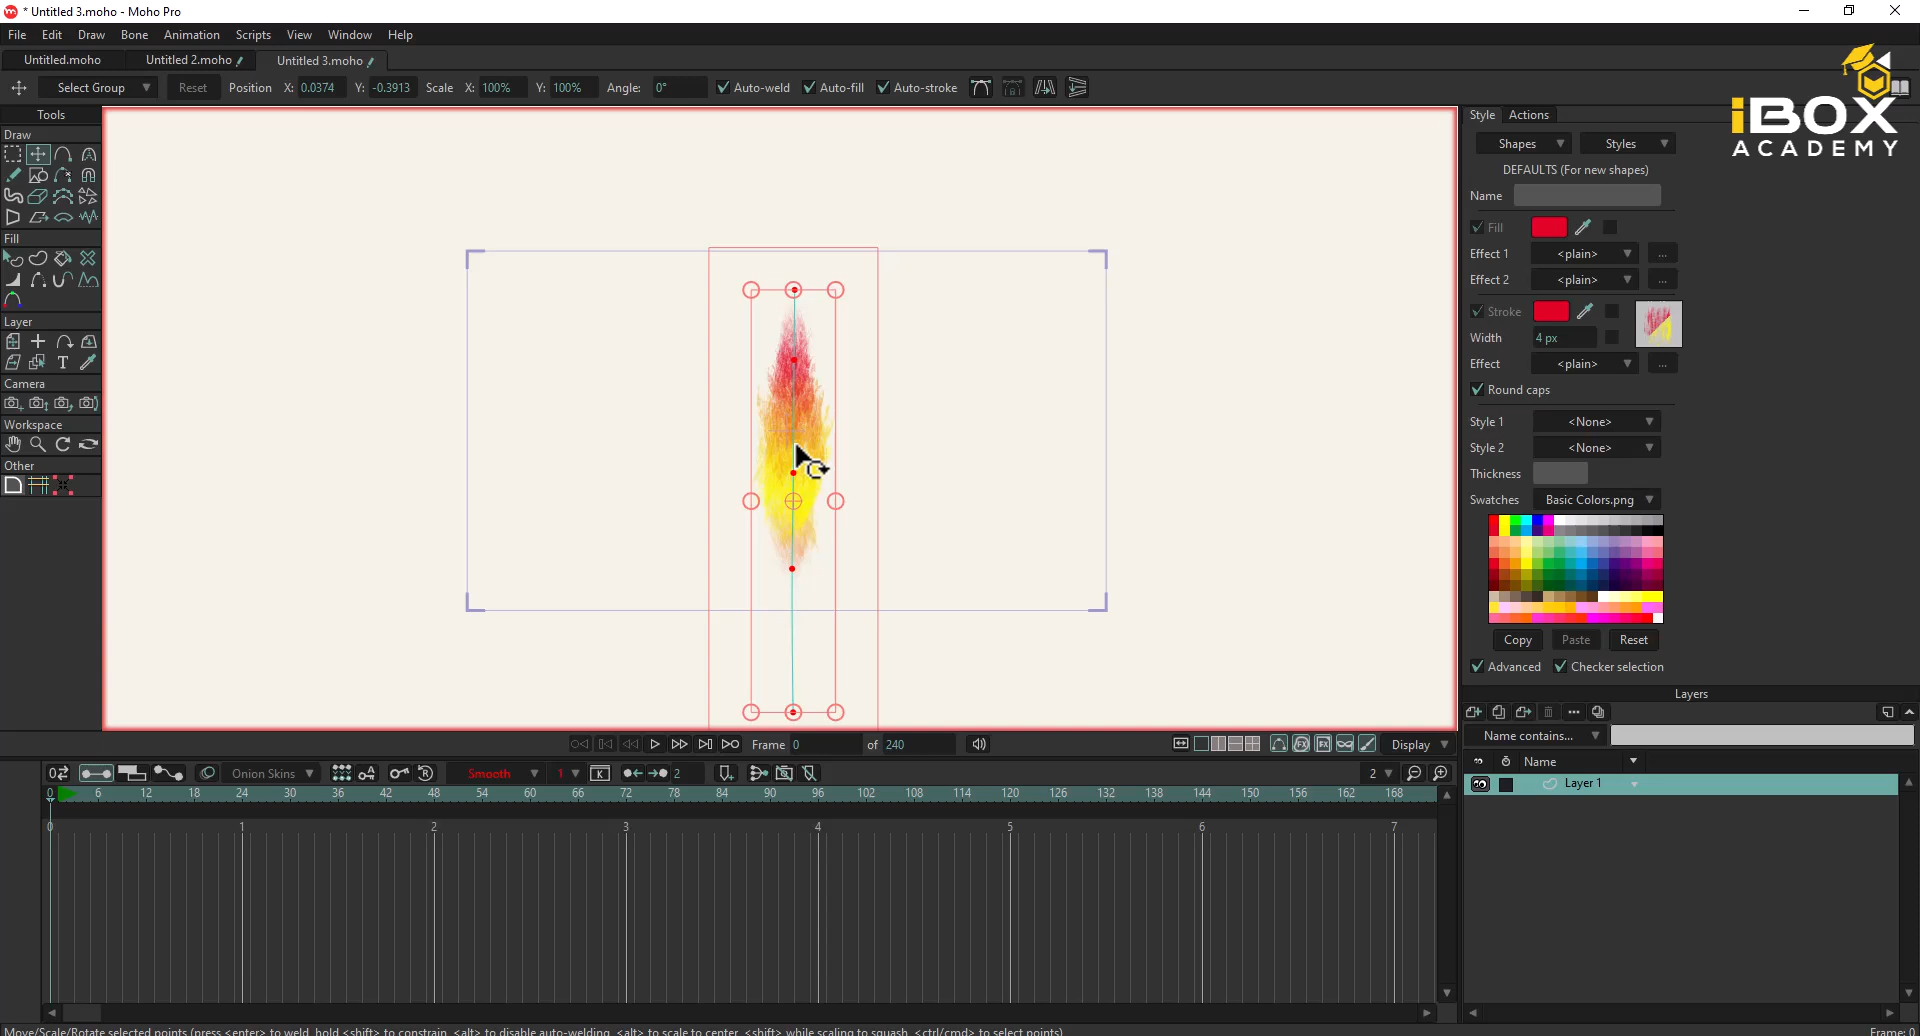 * Untitled 3.moho - Moho Pro
File Edit Draw Bone Animation Scripts View Window Help
Untitled.moho Untitled 2.moho Untitled 3.moho
Select Group Reset Position X: 0.0374 Y: -0.3913 Scale X: 100% Y: 100% Angle: 0° Auto-weld Auto-fill Auto-stroke
iBOX
ACADEMY
Tools
Draw
Fill
Layer
Camera
Workspace
Other
Style Actions
Shapes Styles
DEFAULTS (For new shapes)
Name
Fill
Effect 1 <plain> ...
Effect 2 <plain> ...
Stroke
Width 4 px
Effect <plain> ...
Round caps
Style 1 <None>
Style 2 <None>
Thickness
Swatches Basic Colors.png
Copy Paste Reset
Advanced Checker selection
Layers
Name contains...
Name
Layer 1
Frame 0 of 240 Display
Onion Skins Smooth 1 K 2 2
0 6 12 18 24 30 36 42 48 54 60 66 72 78 84 90 96 102 108 114 120 126 132 138 144 150 156 162 168
0 1 2 3 4 5 6 7
Move/Scale/Rotate selected points (press <enter> to weld, hold <shift> to constrain, <alt> to disable auto-welding, <alt> to scale to center, <shift> while scaling to squash, <ctrl/cmd> to select points)
Frame: 0